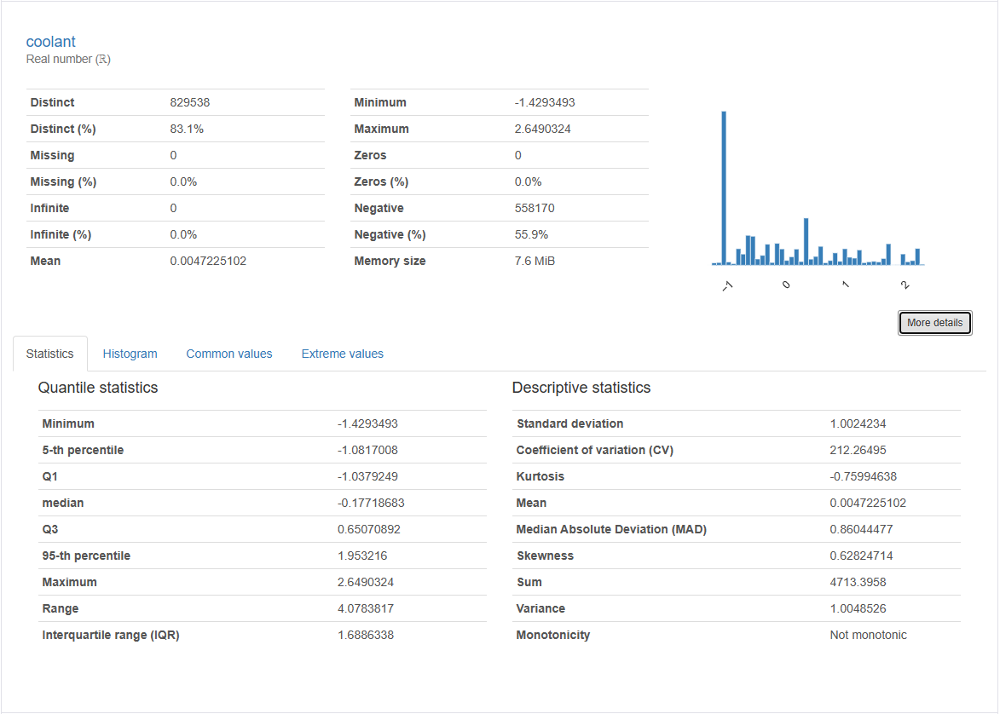 coolant
Real number (ℝ)
Distinct 829538
Distinct (%) 83.1%
Missing 0
Missing (%) 0.0%
Infinite 0
Infinite (%) 0.0%
Mean 0.0047225102
Minimum -1.4293493
Maximum 2.6490324
Zeros 0
Zeros (%) 0.0%
Negative 558170
Negative (%) 55.9%
Memory size 7.6 MiB
−1 0 1 2
More details
Statistics Histogram Common values Extreme values
Quantile statistics
Minimum -1.4293493
5-th percentile -1.0817008
Q1 -1.0379249
median -0.17718683
Q3 0.65070892
95-th percentile 1.953216
Maximum 2.6490324
Range 4.0783817
Interquartile range (IQR) 1.6886338
Descriptive statistics
Standard deviation 1.0024234
Coefficient of variation (CV) 212.26495
Kurtosis -0.75994638
Mean 0.0047225102
Median Absolute Deviation (MAD) 0.86044477
Skewness 0.62824714
Sum 4713.3958
Variance 1.0048526
Monotonicity Not monotonic